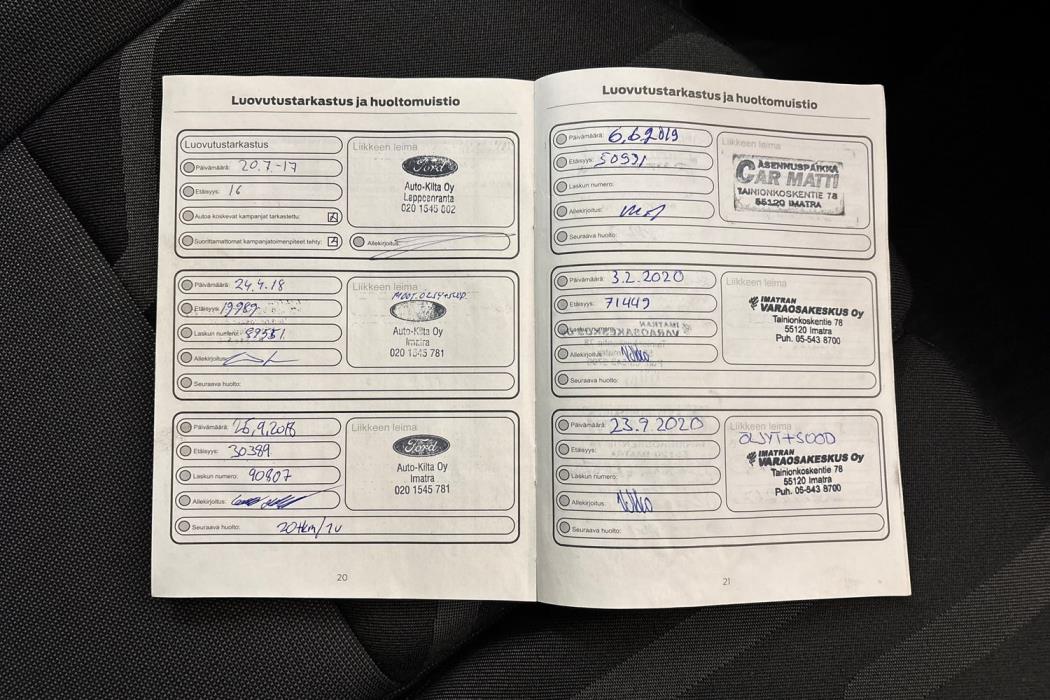 Luovutustarkastus ja huoltomuistio
Luovutustarkastus
Päivämäärä: 20.7-17
Etäisyys: 16
Autoa koskevat kampanjat tarkastettu:
Suorittamattomat kampanjatoimenpiteet tehty:
Liikkeen leima
Ford
Auto-Kilta Oy
Lappeenranta
020 1545 002
Allekirjoitus:
Päivämäärä: 24.4.18
Etäisyys: 19989
Laskun numero: 89551
Allekirjoitus:
Seuraava huolto:
Liikkeen leima
MOOT.ÖLJY+SUOD.
Auto-Kilta Oy
Imatra
020 1545 781
Päivämäärä: 26.9.2018
Etäisyys: 30389
Laskun numero: 90807
Allekirjoitus:
Seuraava huolto: 20tkm/1v
Liikkeen leima
Ford
Auto-Kilta Oy
Imatra
020 1545 781
20
Luovutustarkastus ja huoltomuistio
Päivämäärä: 6.6.2019
Etäisyys: 50991
Laskun numero:
Allekirjoitus:
Seuraava huolto:
Liikkeen leima
ASENNUSPAIKKA
CAR MATTI
TAINIONKOSKENTIE 78
55120 IMATRA
Päivämäärä: 3.2.2020
Etäisyys: 71449
Allekirjoitus:
Seuraava huolto:
Liikkeen leima
IMATRAN
VARAOSAKESKUS Oy
Tainionkoskentie 78
55120 Imatra
Puh. 05-543 8700
Päivämäärä: 23.9.2020
Etäisyys:
Laskun numero:
Allekirjoitus:
Seuraava huolto:
Liikkeen leima
ÖLJYT+SUOD
IMATRAN
VARAOSAKESKUS Oy
Tainionkoskentie 78
55120 Imatra
Puh. 05-543 8700
21